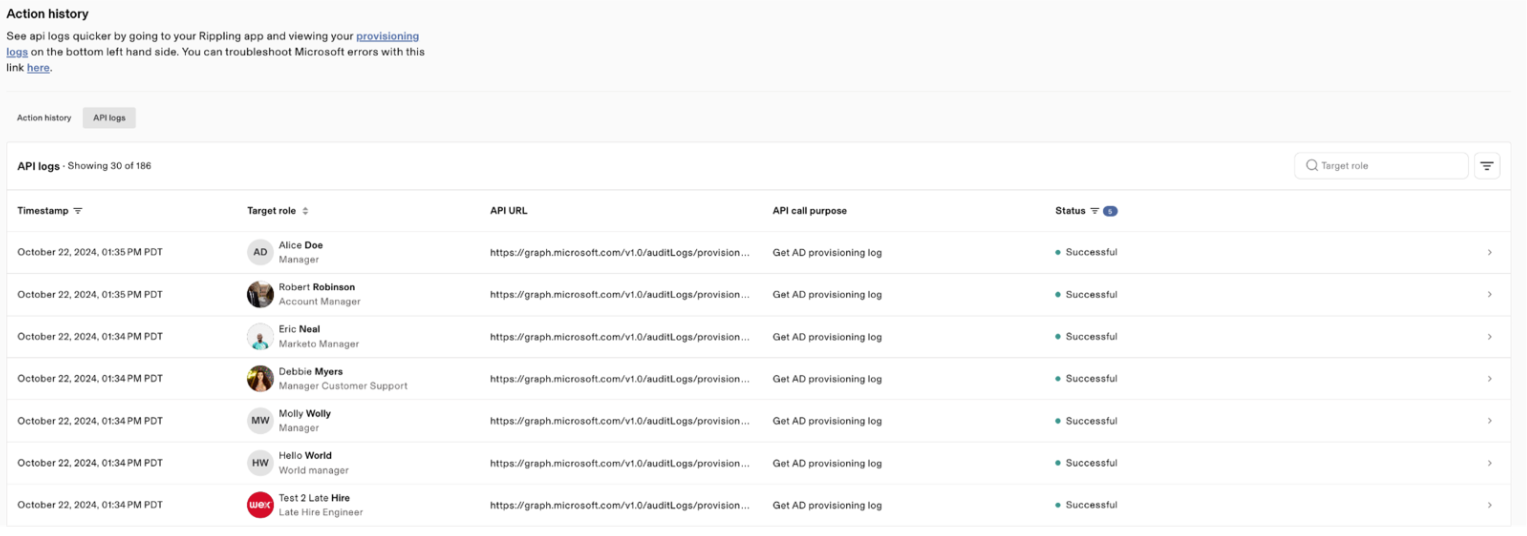 Action history
See api logs quicker by going to your Rippling app and viewing your provisioning
logs on the bottom left hand side. You can troubleshoot Microsoft errors with this
link here.
Action history API logs
API logs · Showing 30 of 186 Target role
Timestamp Target role API URL API call purpose Status 5
October 22, 2024, 01:35 PM PDT AD Alice Doe https://graph.microsoft.com/v1.0/auditLogs/provision... Get AD provisioning log Successful
Manager
October 22, 2024, 01:35 PM PDT Robert Robinson https://graph.microsoft.com/v1.0/auditLogs/provision... Get AD provisioning log Successful
Account Manager
October 22, 2024, 01:34 PM PDT Eric Neal https://graph.microsoft.com/v1.0/auditLogs/provision... Get AD provisioning log Successful
Marketo Manager
October 22, 2024, 01:34 PM PDT Debbie Myers https://graph.microsoft.com/v1.0/auditLogs/provision... Get AD provisioning log Successful
Manager Customer Support
October 22, 2024, 01:34 PM PDT MW Molly Wolly https://graph.microsoft.com/v1.0/auditLogs/provision... Get AD provisioning log Successful
Manager
October 22, 2024, 01:34 PM PDT HW Hello World https://graph.microsoft.com/v1.0/auditLogs/provision... Get AD provisioning log Successful
World manager
October 22, 2024, 01:34 PM PDT wex Test 2 Late Hire https://graph.microsoft.com/v1.0/auditLogs/provision... Get AD provisioning log Successful
Late Hire Engineer